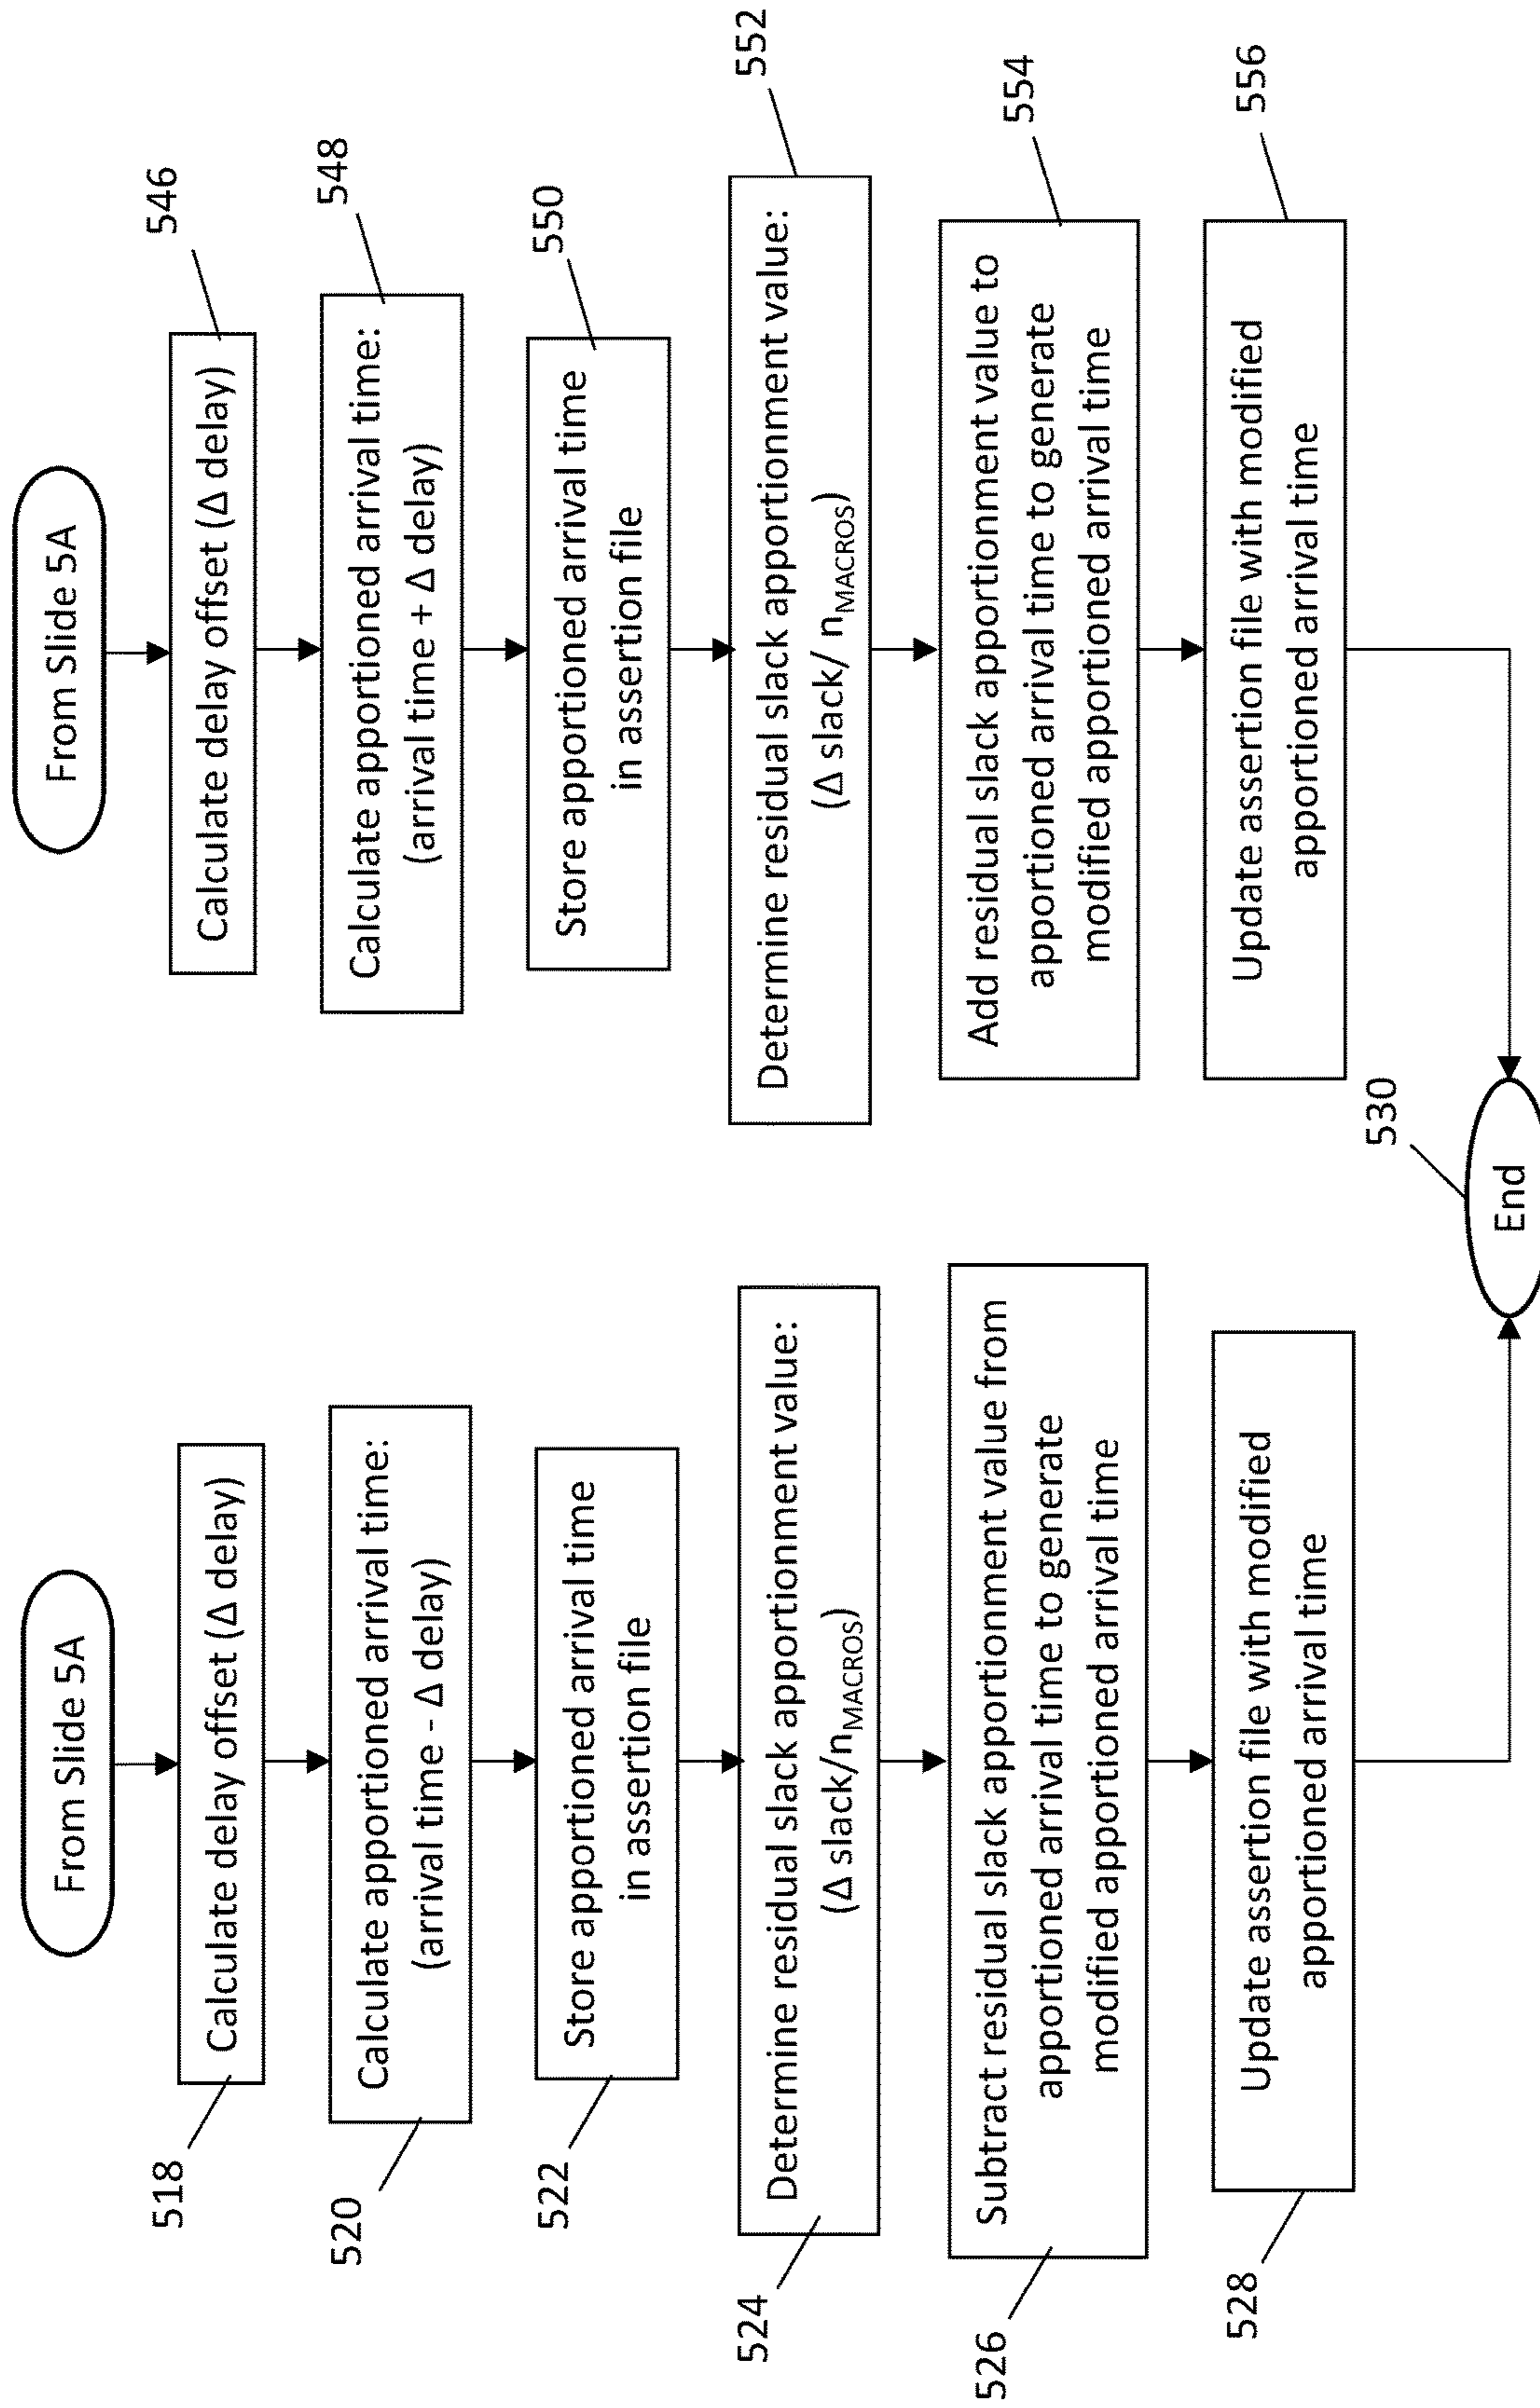 From Slide 5A
518
Calculate delay offset (Δ delay)
520
Calculate apportioned arrival time:
(arrival time - Δ delay)
522
Store apportioned arrival time
in assertion file
524
Determine residual slack apportionment value:
(Δ slack/nMACROS)
526
Subtract residual slack apportionment value from
apportioned arrival time to generate
modified apportioned arrival time
528
Update assertion file with modified
apportioned arrival time
From Slide 5A
546
Calculate delay offset (Δ delay)
548
Calculate apportioned arrival time:
(arrival time + Δ delay)
550
Store apportioned arrival time
in assertion file
552
Determine residual slack apportionment value:
(Δ slack/ nMACROS)
554
Add residual slack apportionment value to
apportioned arrival time to generate
modified apportioned arrival time
556
Update assertion file with modified
apportioned arrival time
530
End